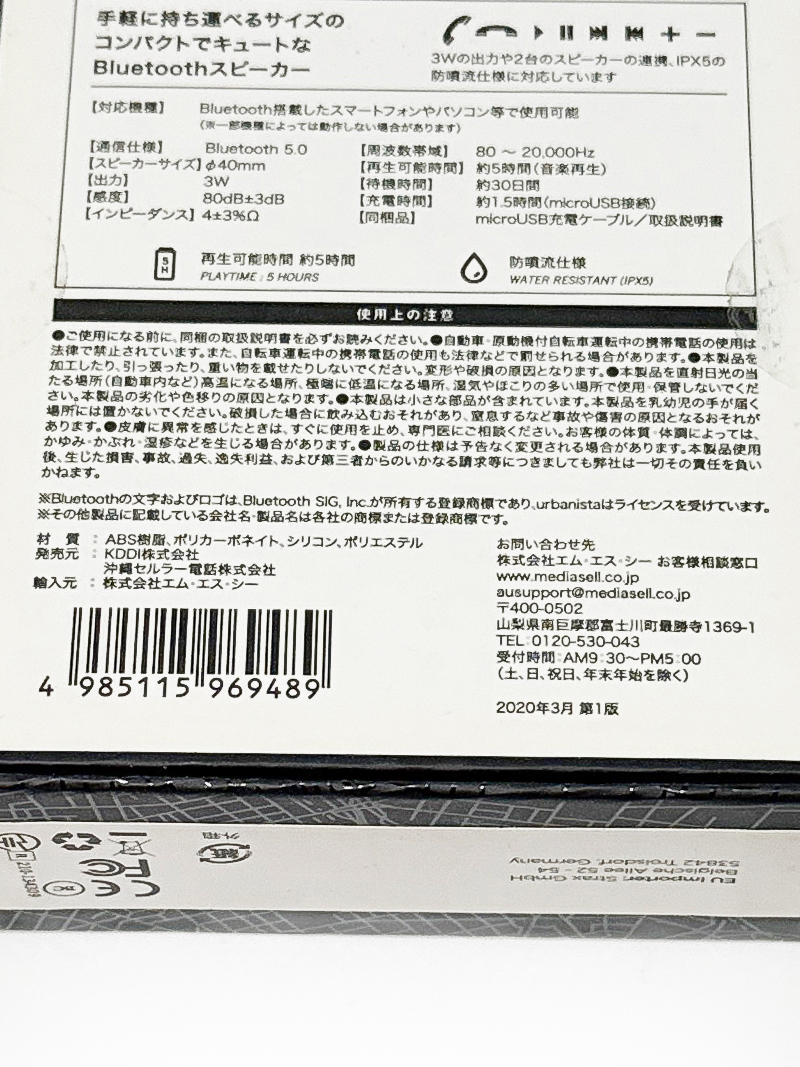 手軽に持ち運べるサイズの
コンパクトでキュートな
Bluetoothスピーカー
3Wの出力や2台のスピーカーの連携、IPX5の
防噴流仕様に対応しています
【対応機種】 Bluetooth搭載したスマートフォンやパソコン等で使用可能
(※一部機種によっては動作しない場合があります)
【通信仕様】 Bluetooth 5.0
【スピーカーサイズ】 φ40mm
【出力】 3W
【感度】 80dB±3dB
【インピーダンス】 4±3%Ω
【周波数帯域】 80 ～ 20,000Hz
【再生可能時間】 約5時間(音楽再生)
【待機時間】 約30日間
【充電時間】 約1.5時間(microUSB接続)
【同梱品】 microUSB充電ケーブル／取扱説明書
5H
再生可能時間 約5時間
PLAYTIME : 5 HOURS
防噴流仕様
WATER RESISTANT (IPX5)
使用上の注意
●ご使用になる前に、同梱の取扱説明書を必ずお読みください。●自動車・原動機付自転車運転中の携帯電話の使用は
法律で禁止されています。また、自転車運転中の携帯電話の使用も法律などで罰せられる場合があります。●本製品を
加工したり、引っ張ったり、重い物を載せたりしないでください。変形や破損の原因となります。●本製品を直射日光の当
たる場所(自動車内など)高温になる場所、極端に低温になる場所、湿気やほこりの多い場所で使用・保管しないでくだ
さい。本製品の劣化や色移りの原因となります。●本製品は小さな部品が含まれています。本製品を乳幼児の手が届く
場所には置かないでください。破損した場合に飲み込むおそれがあり、窒息するなど事故や傷害の原因となるおそれが
あります。●皮膚に異常を感じたときは、すぐに使用を止め、専門医にご相談ください。お客様の体質・体調によっては、
かゆみ・かぶれ・湿疹などを生じる場合があります。●製品の仕様は予告なく変更される場合があります。本製品使用
後、生じた損害、事故、過失、逸失利益、および第三者からのいかなる請求等につきましても弊社は一切その責任を負い
かねます。
※Bluetoothの文字およびロゴは、Bluetooth SIG, Inc.が所有する登録商標であり、urbanistaはライセンスを受けています。
※その他製品に記載している会社名・製品名は各社の商標または登録商標です。
材 質 : ABS樹脂、ポリカーボネイト、シリコン、ポリエステル
発売元 : KDDI株式会社
沖縄セルラー電話株式会社
輸入元 : 株式会社エム・エス・シー
4 985115 969489
お問い合わせ先
株式会社エム・エス・シー お客様相談窓口
www.mediasell.co.jp
ausupport@mediasell.co.jp
〒400-0502
山梨県南巨摩郡富士川町最勝寺1369-1
TEL:0120-530-043
受付時間:AM9:30～PM5:00
(土、日、祝日、年末年始を除く)
2020年3月 第1版
EU Importer: Strax GmbH
Belgische Allee 52 - 54
53842 Troisdorf, Germany
外箱
紙
CE
FC
R